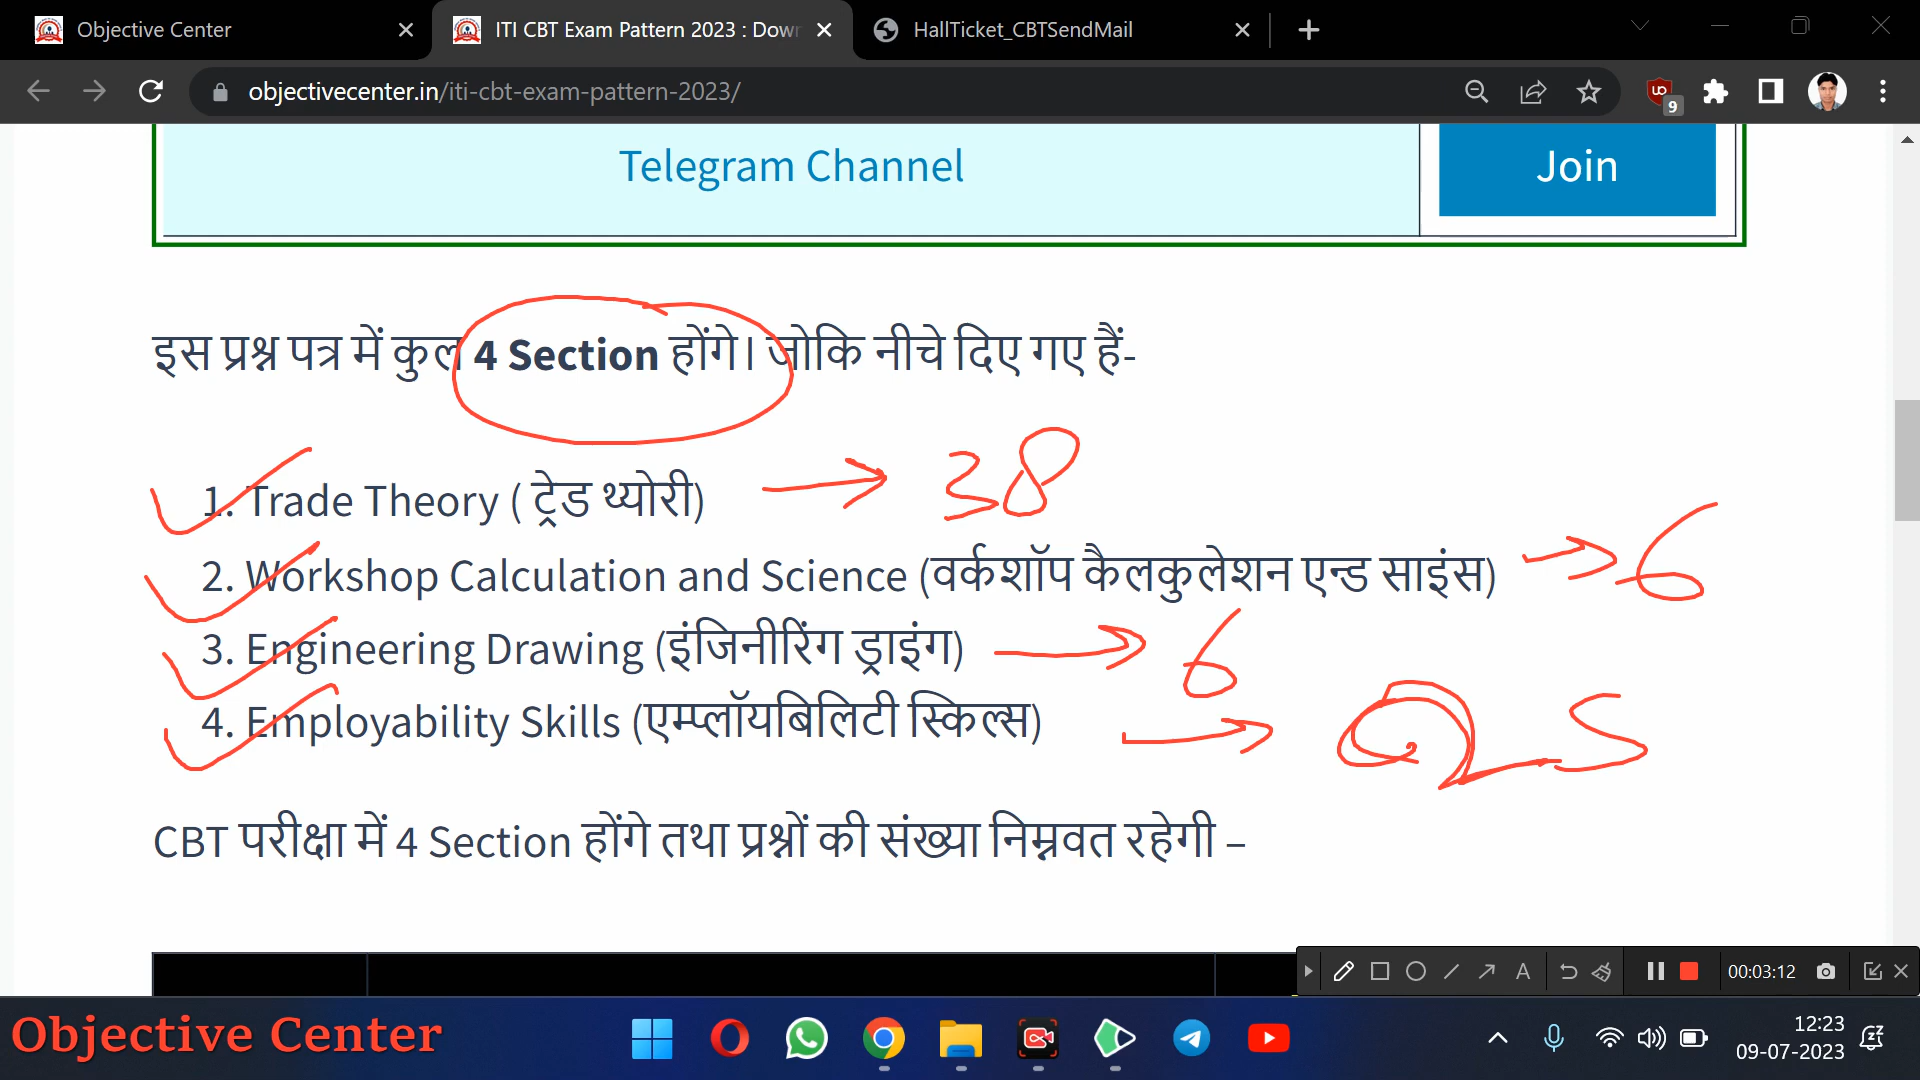 Objective Center
ITI CBT Exam Pattern 2023 : Down
HallTicket_CBTSendMail
objectivecenter.in/iti-cbt-exam-pattern-2023/
9
Telegram Channel
Join
इस प्रश्न पत्र में कुल 4 Section होंगे। जोकि नीचे दिए गए हैं-
1. Trade Theory ( ट्रेड थ्योरी) → 38
2. Workshop Calculation and Science (वर्कशॉप कैलकुलेशन एन्ड साइंस) → 6
3. Engineering Drawing (इंजिनीरिंग ड्राइंग) → 6
4. Employability Skills (एम्प्लॉयबिलिटी स्किल्स) → 25
CBT परीक्षा में 4 Section होंगे तथा प्रश्नों की संख्या निम्नवत रहेगी –
A
00:03:12
Objective Center
12:23
09-07-2023